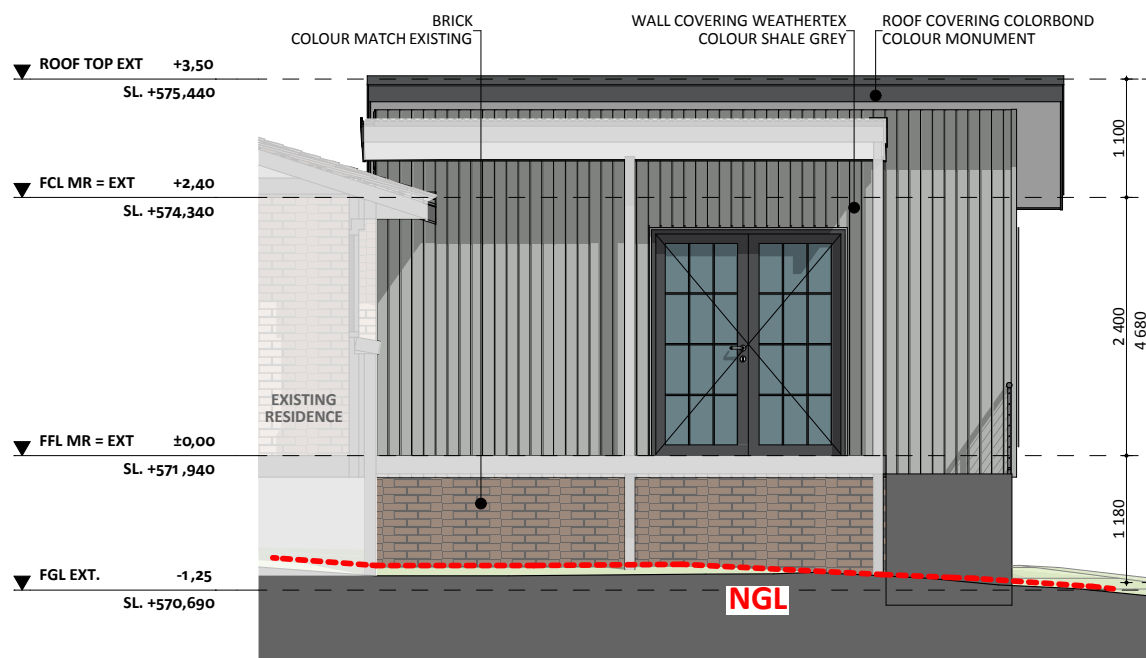 BRICK
COLOUR MATCH EXISTING
WALL COVERING WEATHERTEX
COLOUR SHALE GREY
ROOF COVERING COLORBOND
COLOUR MONUMENT
ROOF TOP EXT +3,50
SL. +575,440
FCL MR = EXT +2,40
SL. +574,340
EXISTING
RESIDENCE
FFL MR = EXT ±0,00
SL. +571,940
FGL EXT. -1,25
SL. +570,690
NGL
1 100
2 400
4 680
1 180